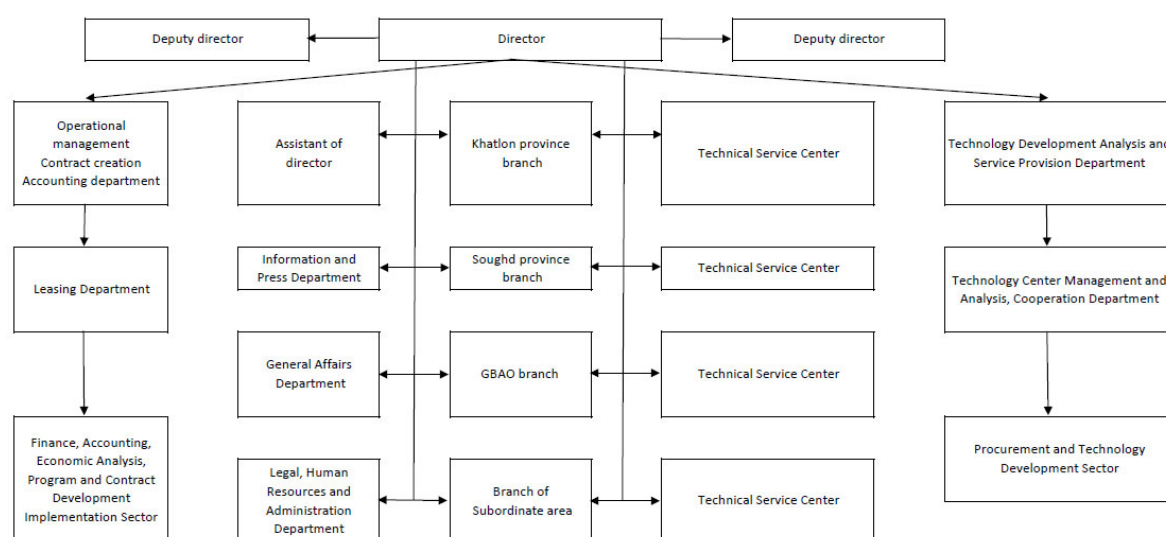 Deputy director
Director
Deputy director
Operational
management
Contract creation
Accounting department
Assistant of
director
Khatlon province
branch
Technical Service Center
Technology Development Analysis and
Service Provision Department
Leasing Department
Information and
Press Department
Soughd province
branch
Technical Service Center
Technology Center Management and
Analysis, Cooperation Department
General Affairs
Department
GBAO branch
Technical Service Center
Finance, Accounting,
Economic Analysis,
Program and Contract
Development
Implementation Sector
Legal, Human
Resources and
Administration
Department
Branch of
Subordinate area
Technical Service Center
Procurement and Technology
Development Sector